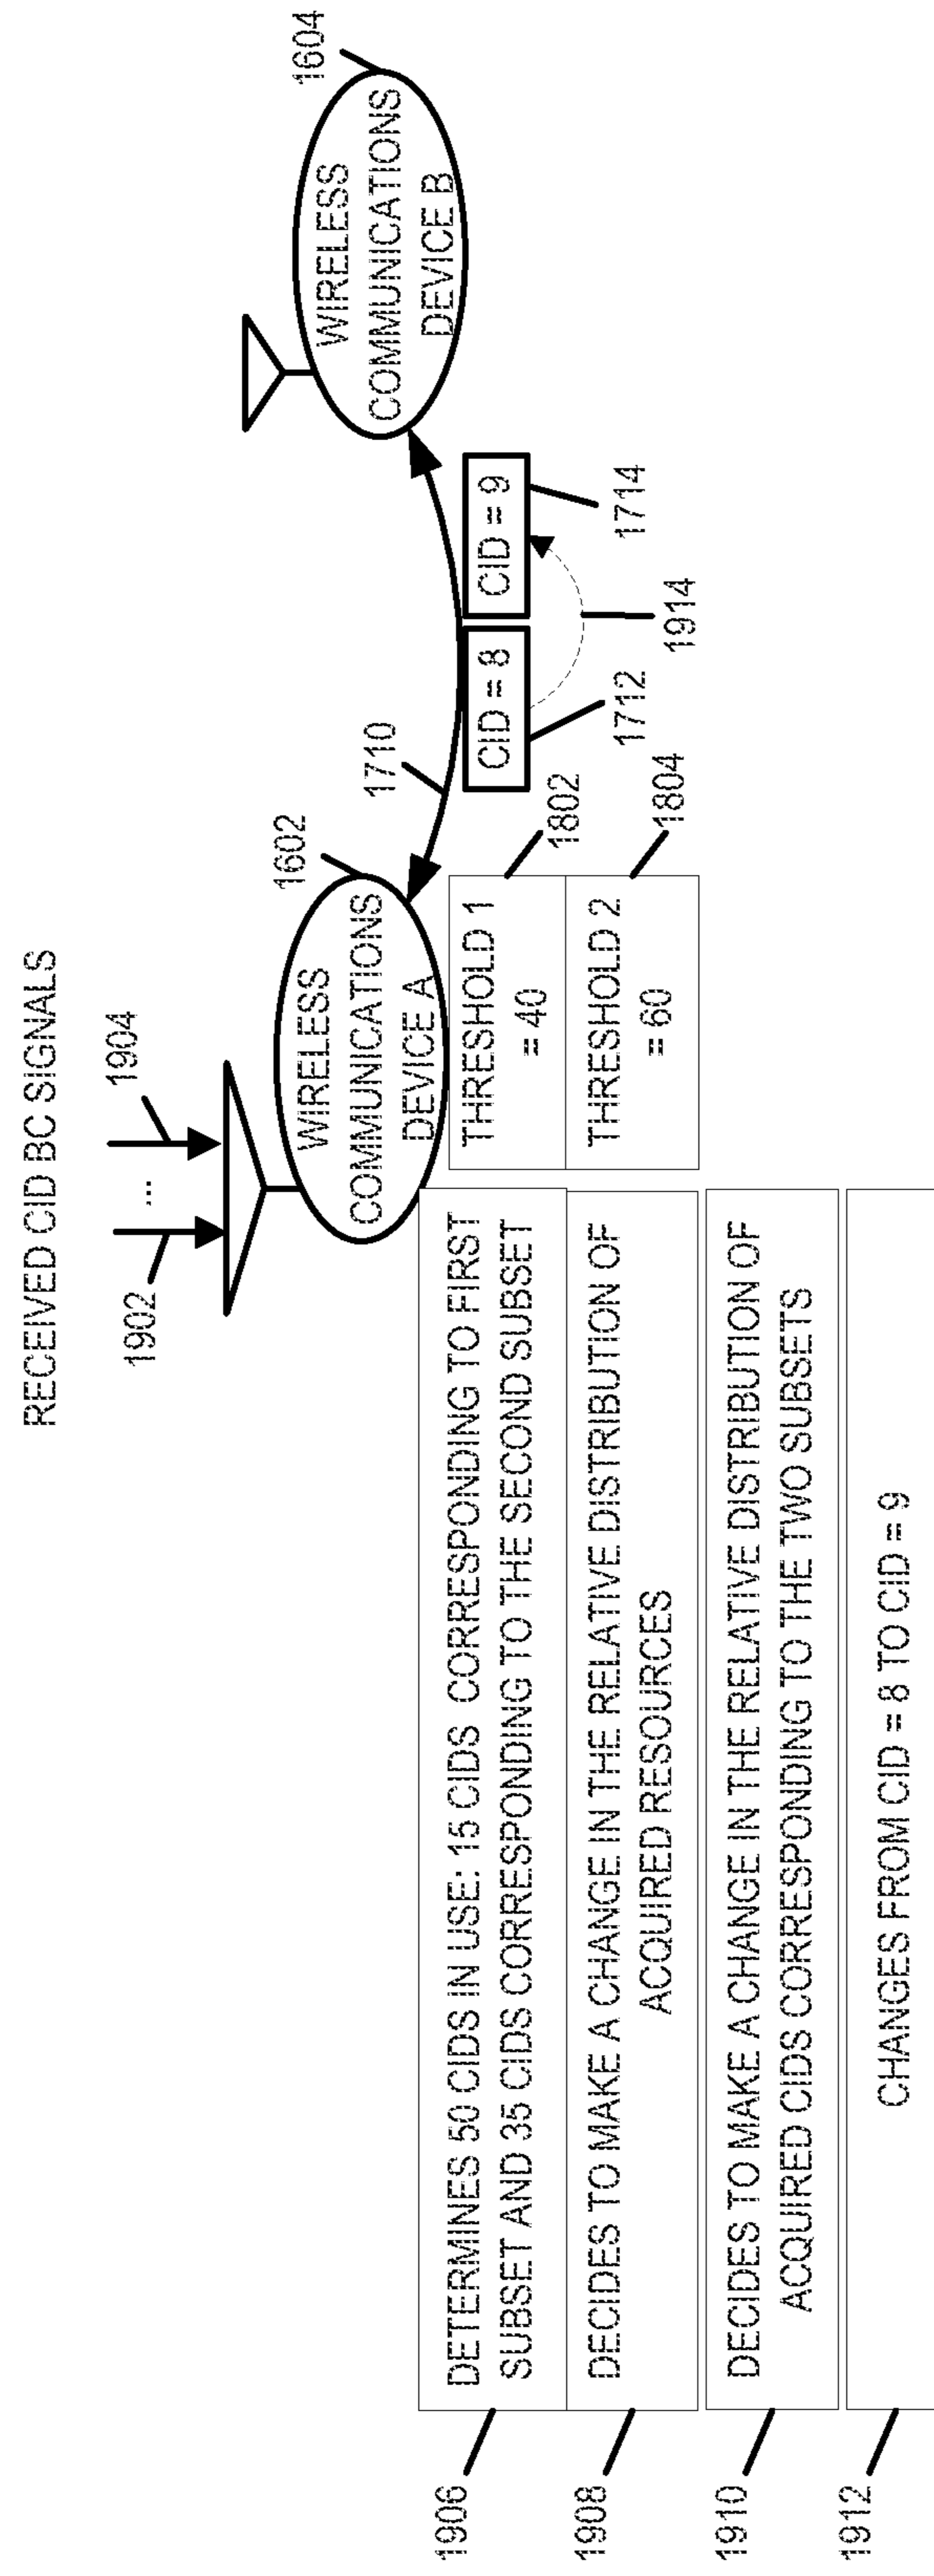 RECEIVED CID BC SIGNALS
1902
...
1904
1602
WIRELESS
COMMUNICATIONS
DEVICE A
1710
WIRELESS
COMMUNICATIONS
DEVICE B
1604
CID = 8
CID = 9
1712
1914
1714
THRESHOLD 1
= 40
1802
THRESHOLD 2
= 60
1804
1906
DETERMINES 50 CIDS IN USE: 15 CIDS CORRESPONDING TO FIRST
SUBSET AND 35 CIDS CORRESPONDING TO THE SECOND SUBSET
1908
DECIDES TO MAKE A CHANGE IN THE RELATIVE DISTRIBUTION OF
ACQUIRED RESOURCES
1910
DECIDES TO MAKE A CHANGE IN THE RELATIVE DISTRIBUTION OF
ACQUIRED CIDS CORRESPONDING TO THE TWO SUBSETS
1912
CHANGES FROM CID = 8 TO CID = 9